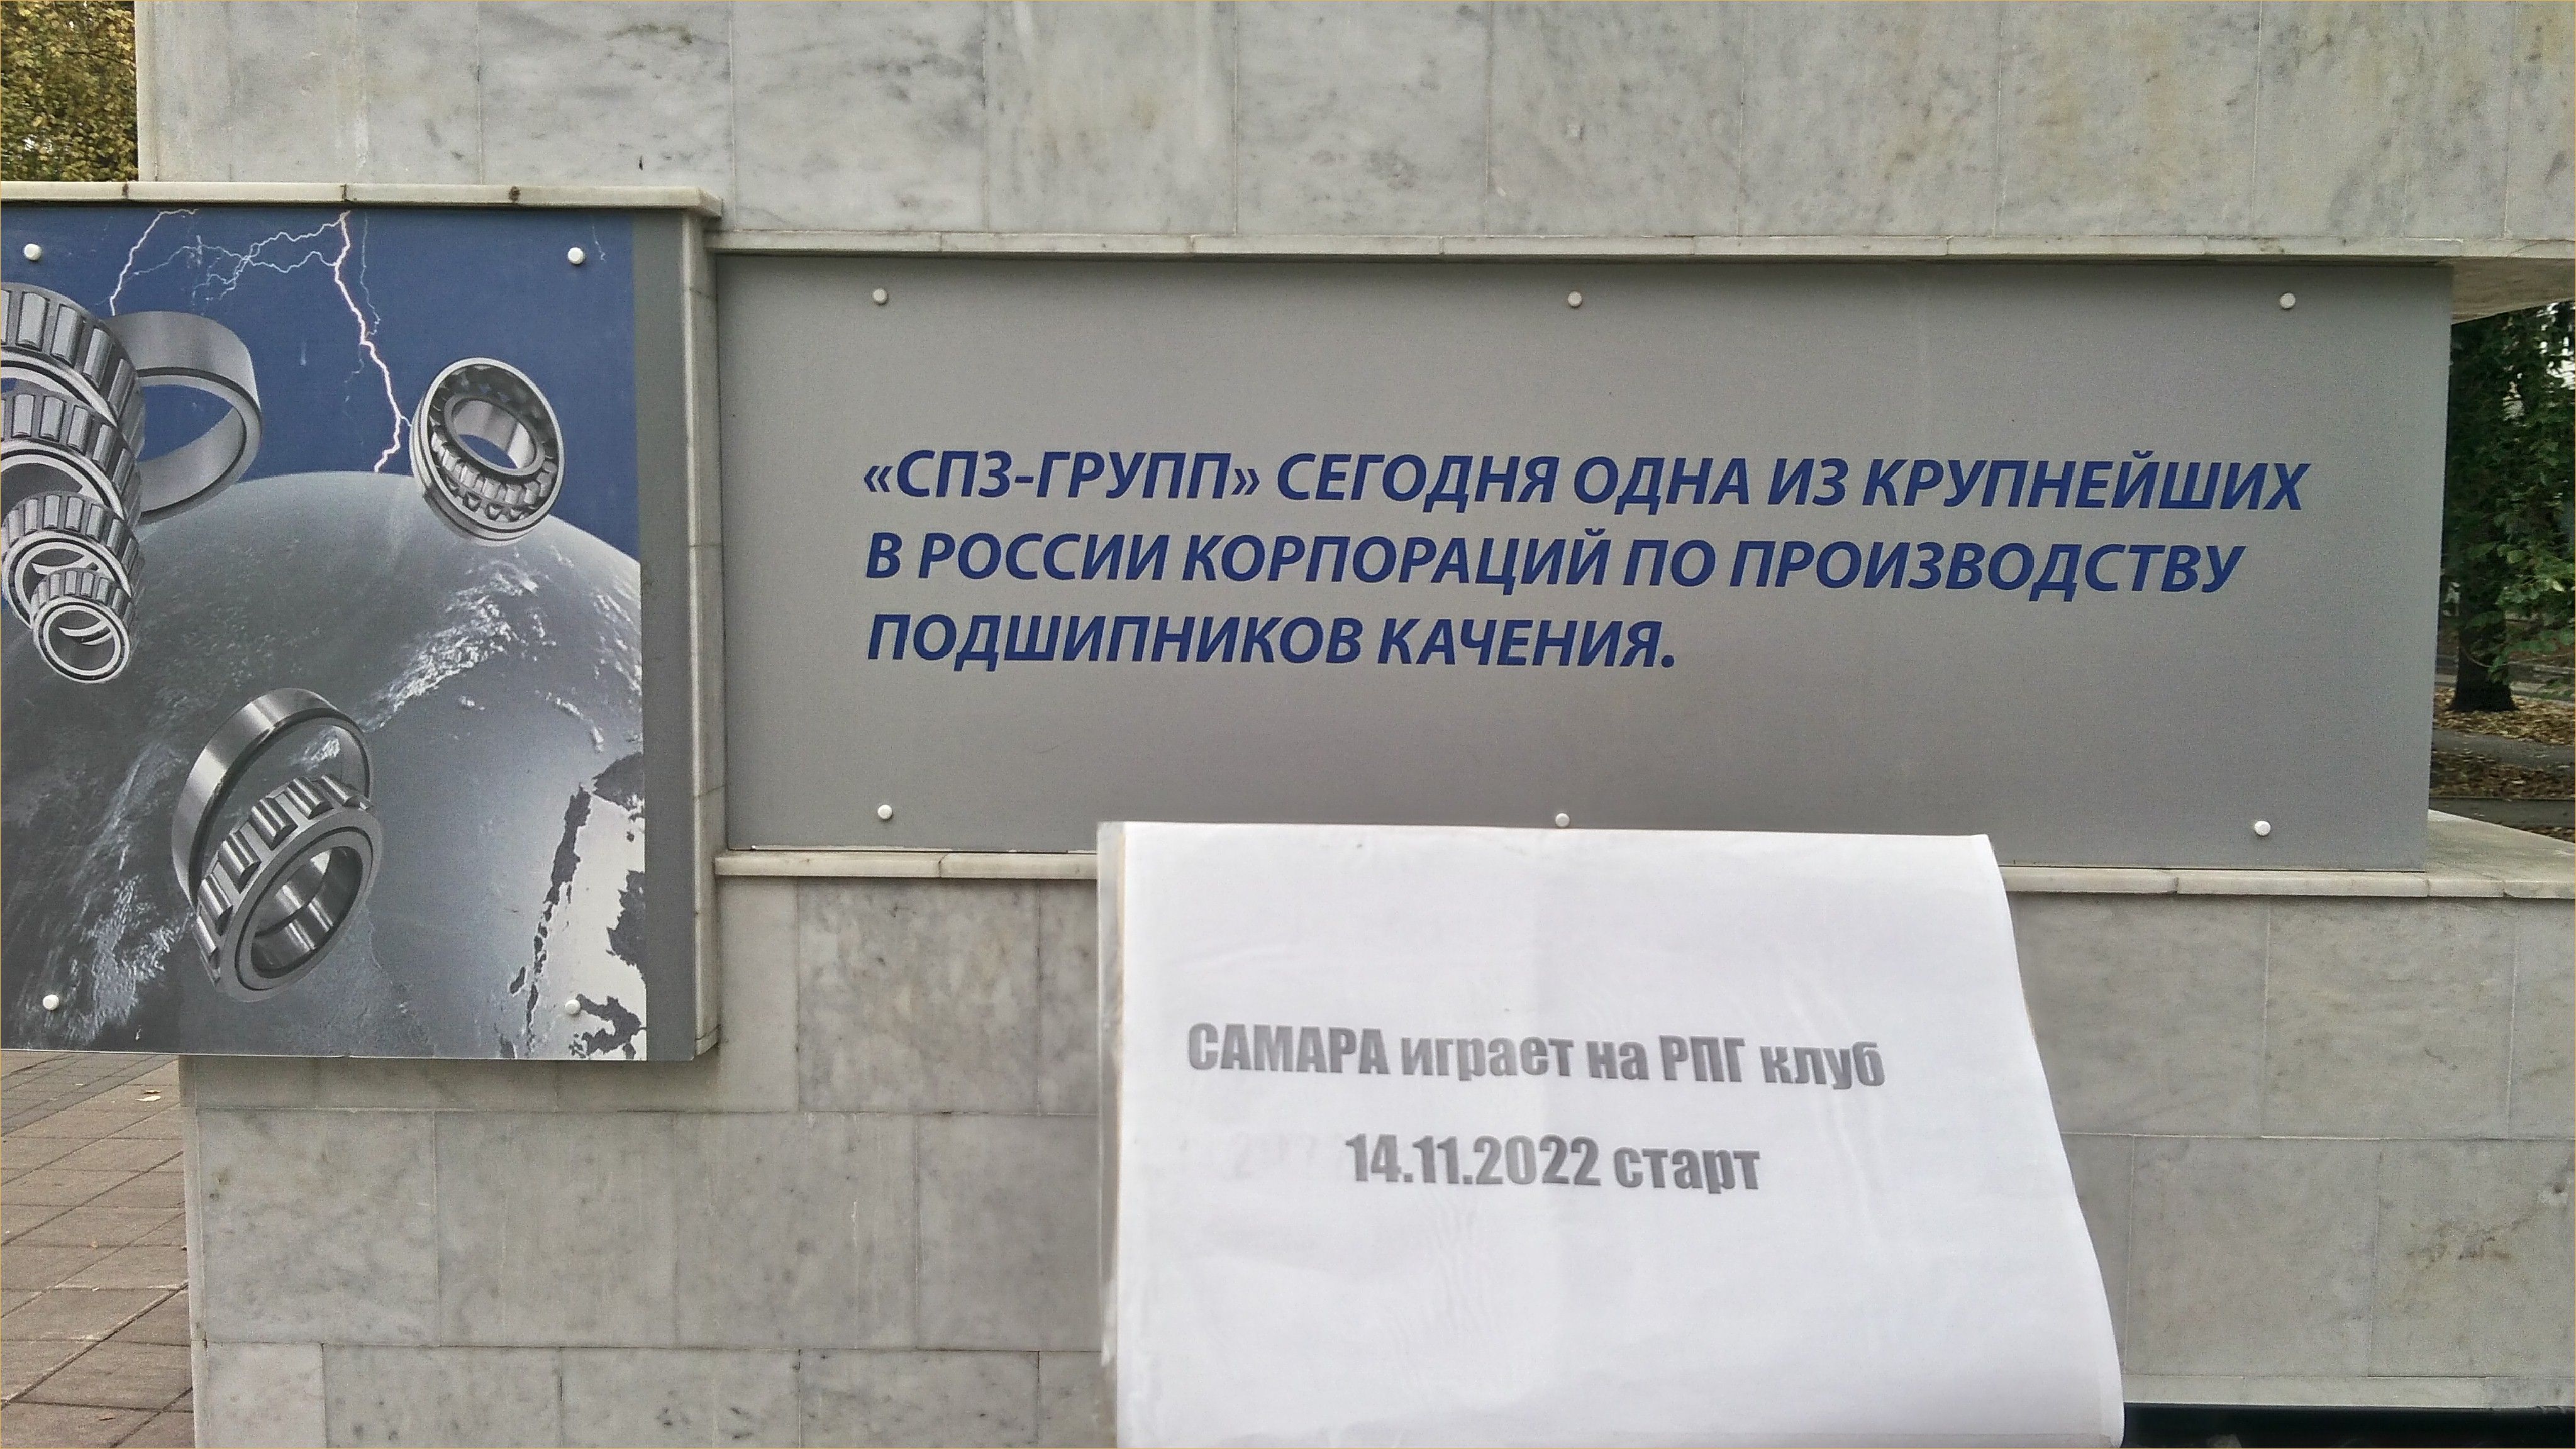 «СПЗ-ГРУПП» СЕГОДНЯ ОДНА ИЗ КРУПНЕЙШИХ
В РОССИИ КОРПОРАЦИЙ ПО ПРОИЗВОДСТВУ
ПОДШИПНИКОВ КАЧЕНИЯ.
САМАРА играет на РПГ клуб
14.11.2022 старт